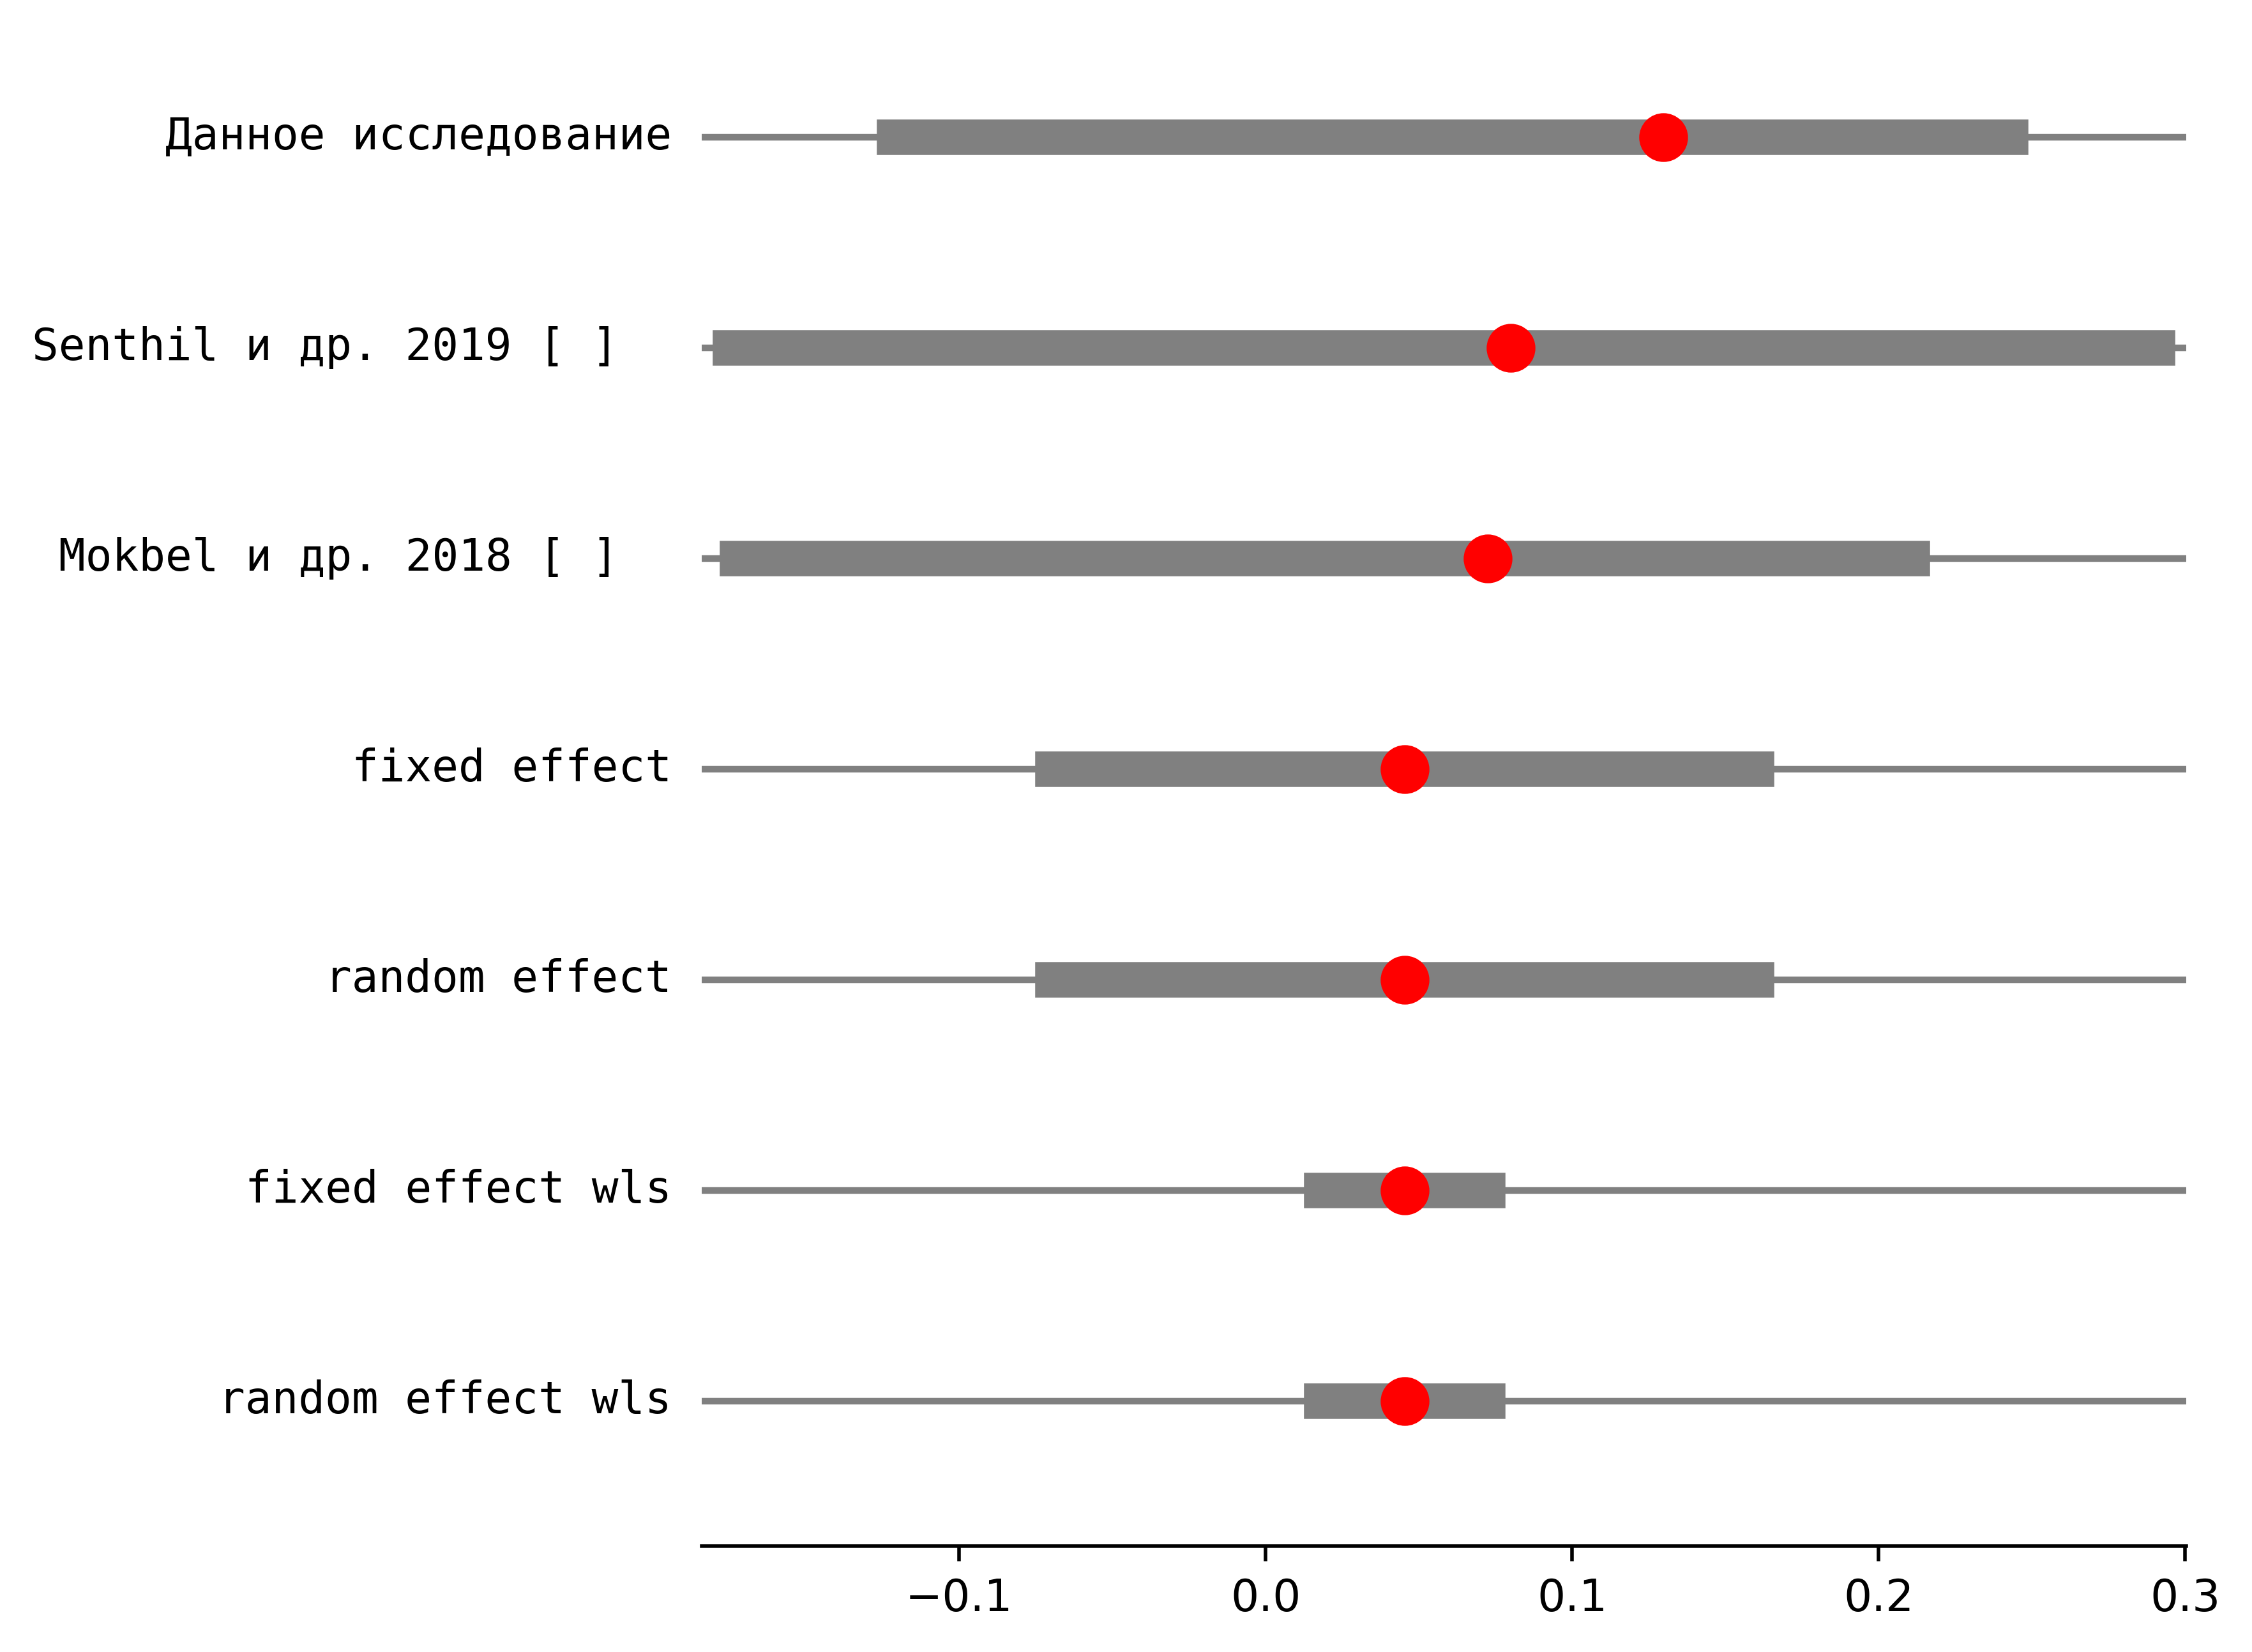 Данное исследование
Senthil и др. 2019 [ ]
Mokbel и др. 2018 [ ]
fixed effect
random effect
fixed effect wls
random effect wls
−0.1 0.0 0.1 0.2 0.3